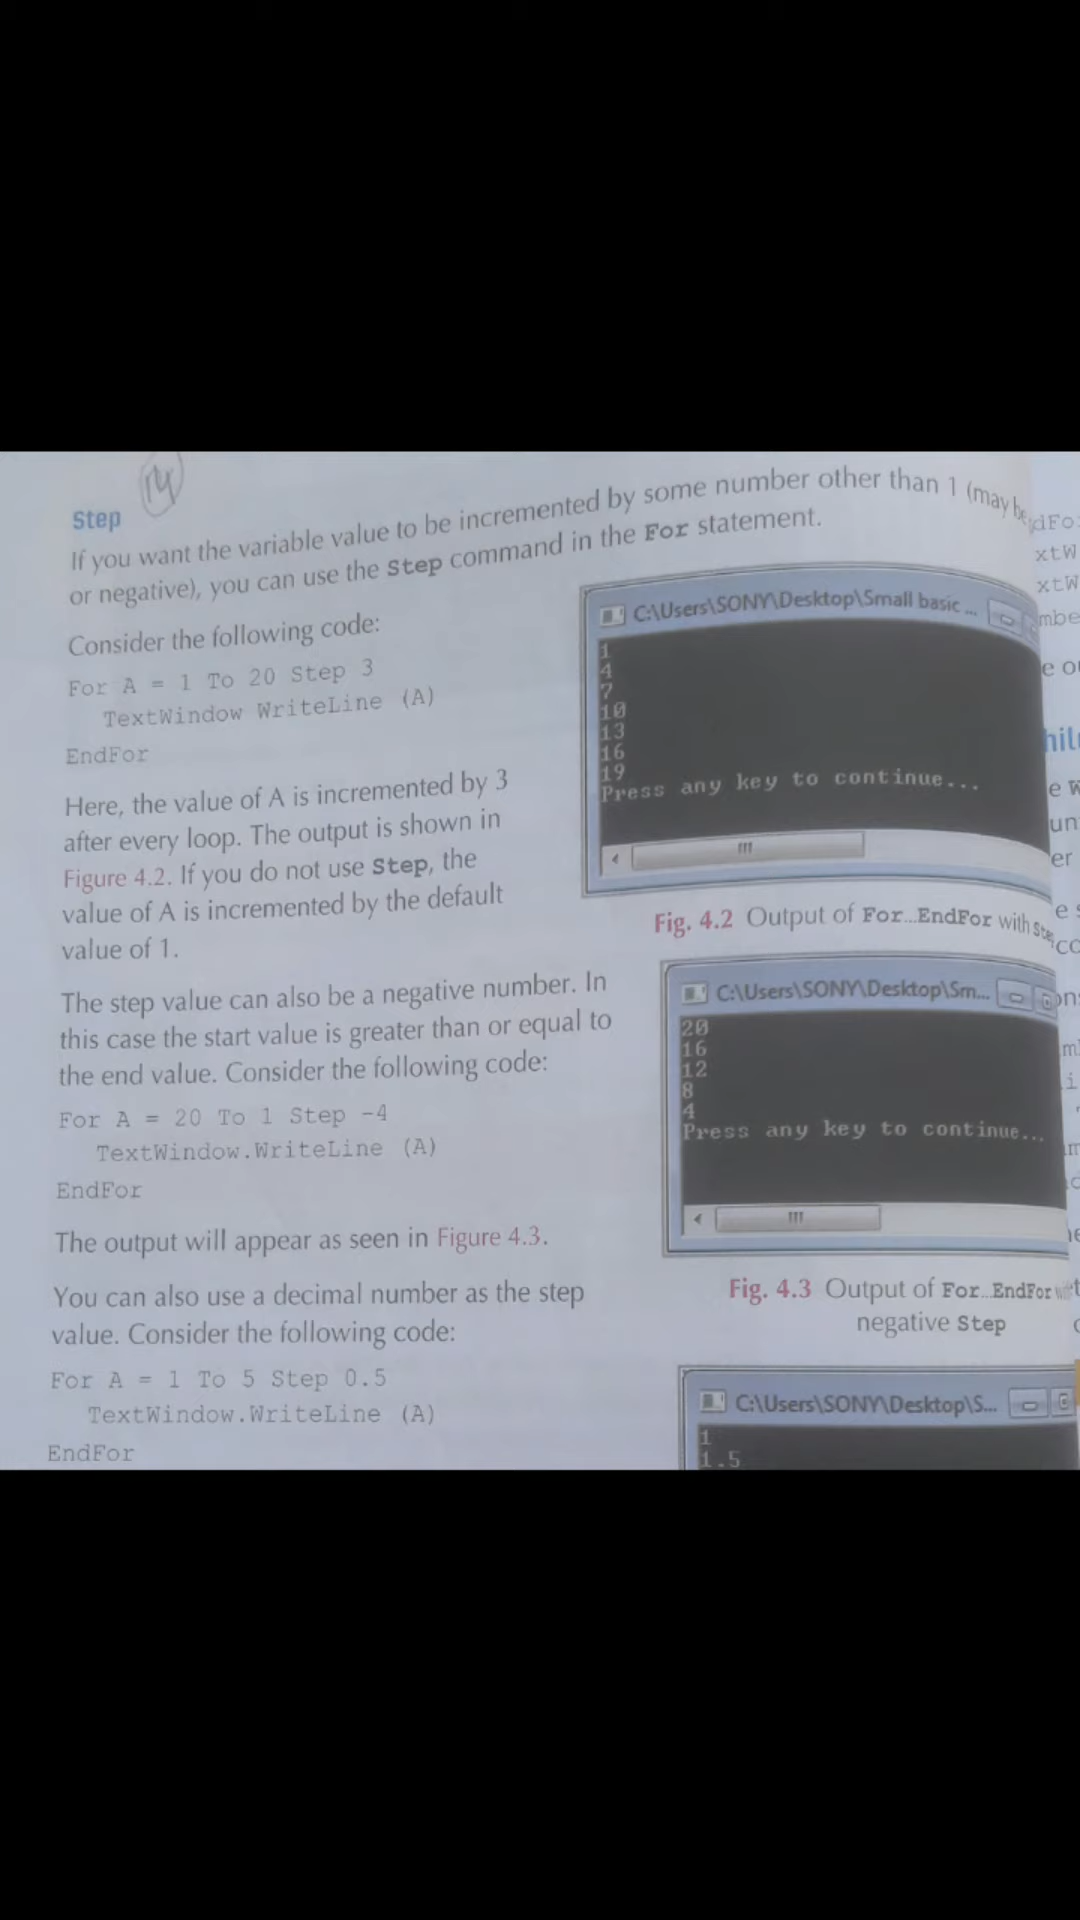 14
Step
If you want the variable value to be incremented by some number other than 1 (may be
or negative), you can use the Step command in the For statement.
Consider the following code:
For A = 1 To 20 Step 3
TextWindow WriteLine (A)
EndFor
Here, the value of A is incremented by 3
after every loop. The output is shown in
Figure 4.2. If you do not use Step, the
value of A is incremented by the default
value of 1.
C:\Users\SONY\Desktop\Small basic ...
1
4
7
10
13
16
19
Press any key to continue...
Fig. 4.2 Output of For...EndFor with Step
The step value can also be a negative number. In
this case the start value is greater than or equal to
the end value. Consider the following code:
For A = 20 To 1 Step -4
TextWindow.WriteLine (A)
EndFor
The output will appear as seen in Figure 4.3.
C:\Users\SONY\Desktop\Sm...
20
16
12
8
4
Press any key to continue...
Fig. 4.3 Output of For...EndFor with
negative Step
You can also use a decimal number as the step
value. Consider the following code:
For A = 1 To 5 Step 0.5
TextWindow.WriteLine (A)
EndFor
C:\Users\SONY\Desktop\S...
1
1.5